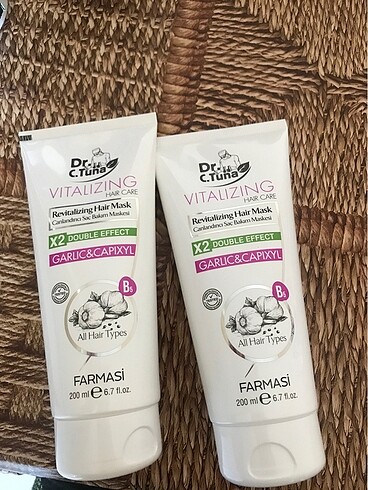 Dr.
C.Tuna
VITALIZING
HAIR CARE
Revitalizing Hair Mask
Canlandırıcı Saç Bakım Maskesi
X2 DOUBLE EFFECT
GARLIC&CAPIXYL
B5
All Hair Types
FARMASi
200 ml e 6.7 fl.oz.
Dr.
C.Tuna
VITALIZING
HAIR CARE
Revitalizing Hair Mask
Canlandırıcı Saç Bakım Maskesi
X2 DOUBLE EFFECT
GARLIC&CAPIXYL
B5
All Hair Types
FARMASi
200 ml e 6.7 fl.oz.